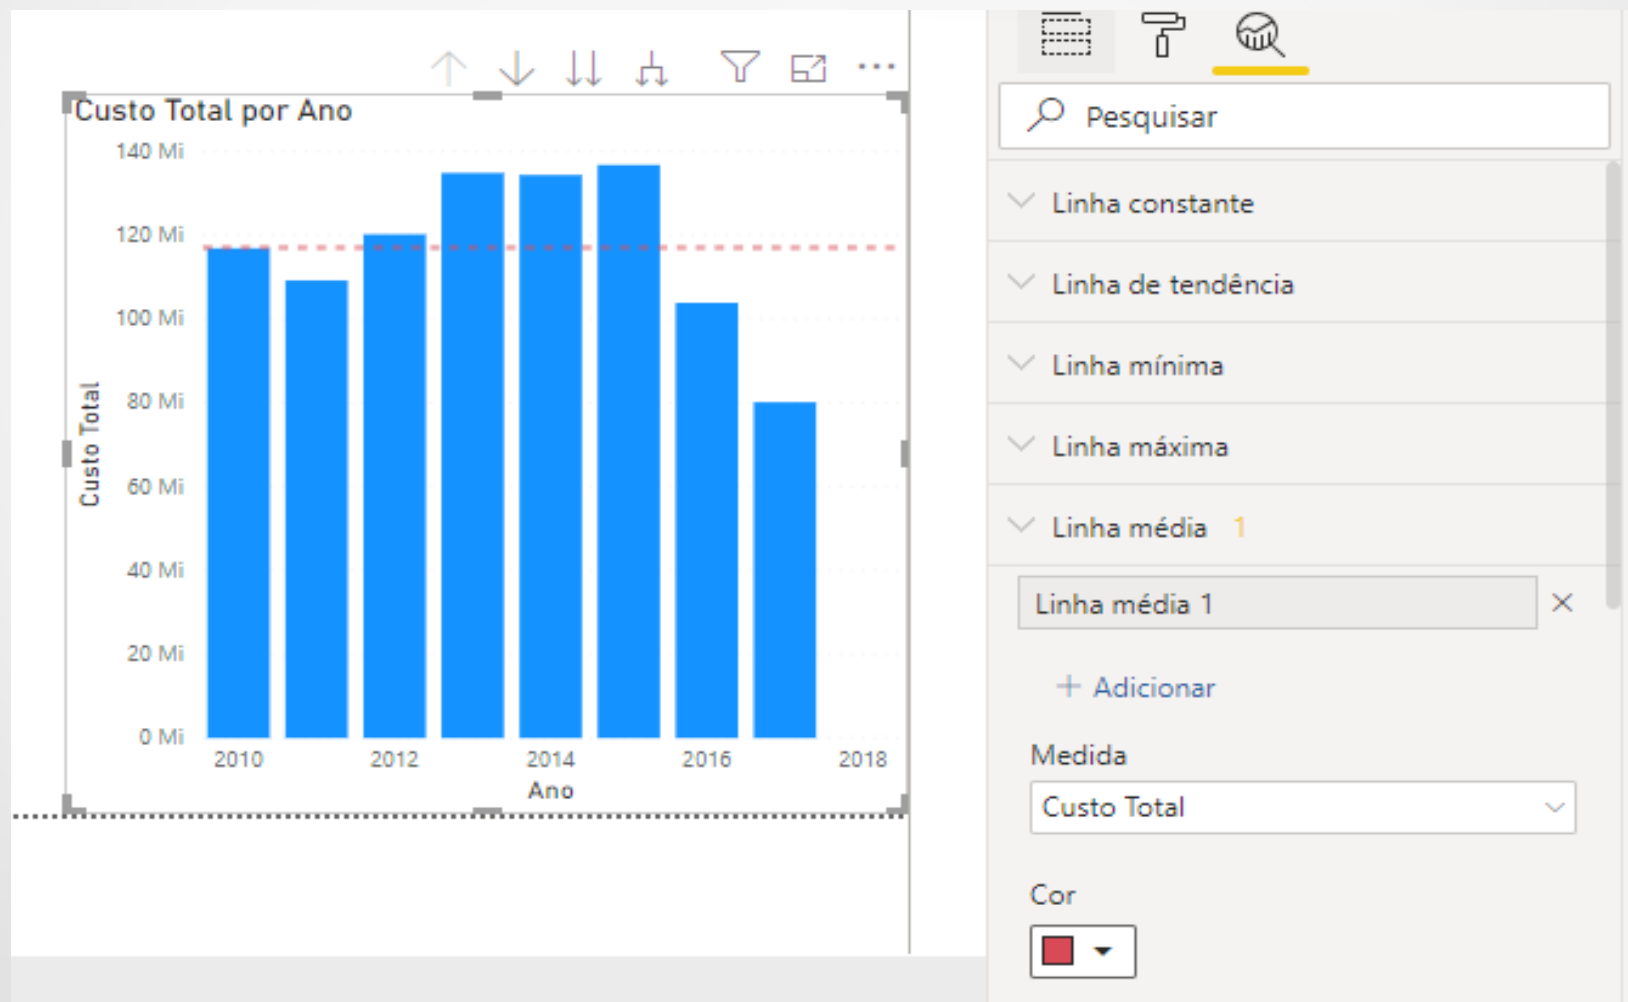 Custo Total por Ano
140 Mi
120 Mi
100 Mi
80 Mi
60 Mi
40 Mi
20 Mi
0 Mi
Custo Total
2010 2012 2014 2016 2018
Ano
Pesquisar
Linha constante
Linha de tendência
Linha mínima
Linha máxima
Linha média 1
Linha média 1
+ Adicionar
Medida
Custo Total
Cor